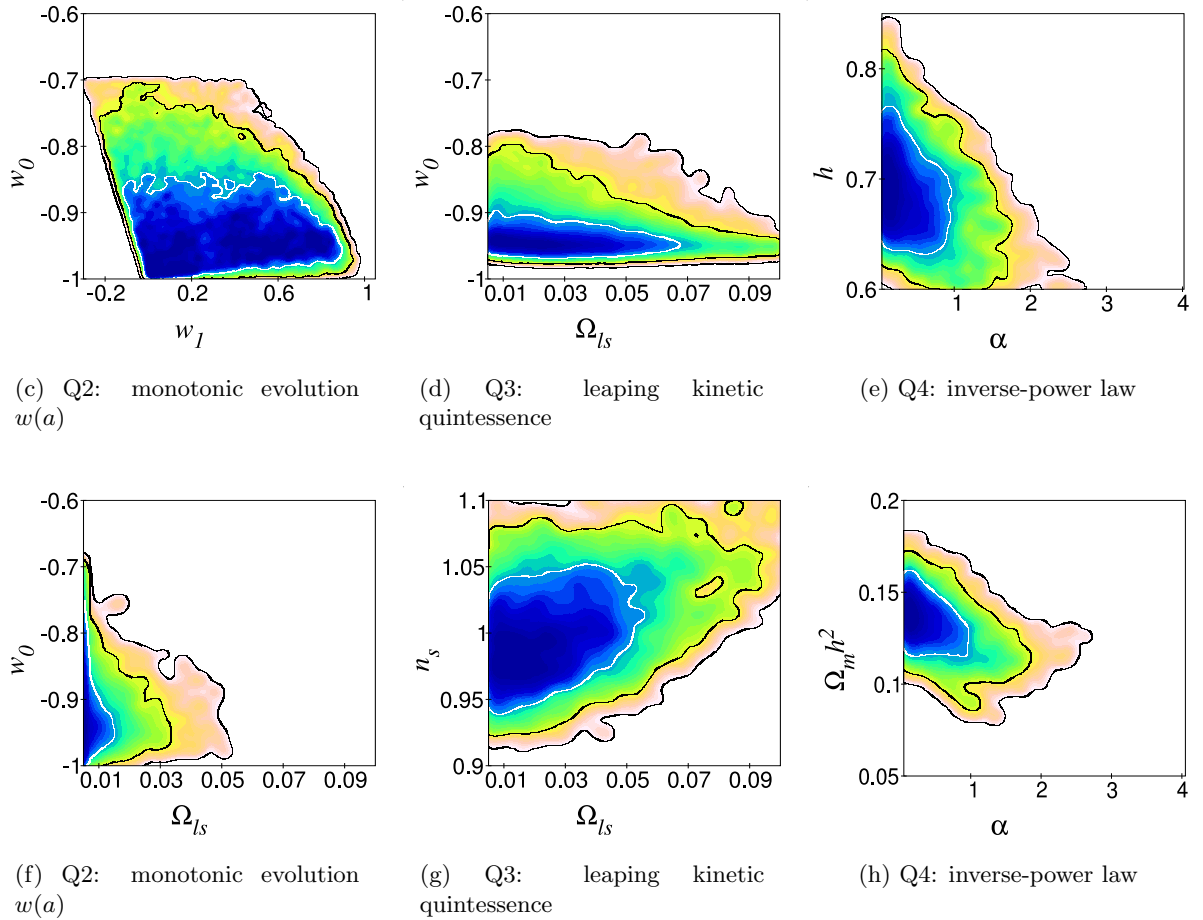 -0.6
-0.7
-0.8
-0.9
-1
w0
-0.2
0.2
0.6
1
w1
-0.6
-0.7
-0.8
-0.9
-1
w0
0.01
0.03
0.05
0.07
0.09
Ωls
0.8
0.7
0.6
h
1
2
3
4
α
(c) Q2: monotonic evolution
w(a)
(d) Q3: leaping kinetic
quintessence
(e) Q4: inverse-power law
-0.6
-0.7
-0.8
-0.9
-1
w0
0.01
0.03
0.05
0.07
0.09
Ωls
1.1
1.05
1
0.95
0.9
ns
0.01
0.03
0.05
0.07
0.09
Ωls
0.2
0.15
0.1
0.05
Ωmh²
1
2
3
4
α
(f) Q2: monotonic evolution
w(a)
(g) Q3: leaping kinetic
quintessence
(h) Q4: inverse-power law